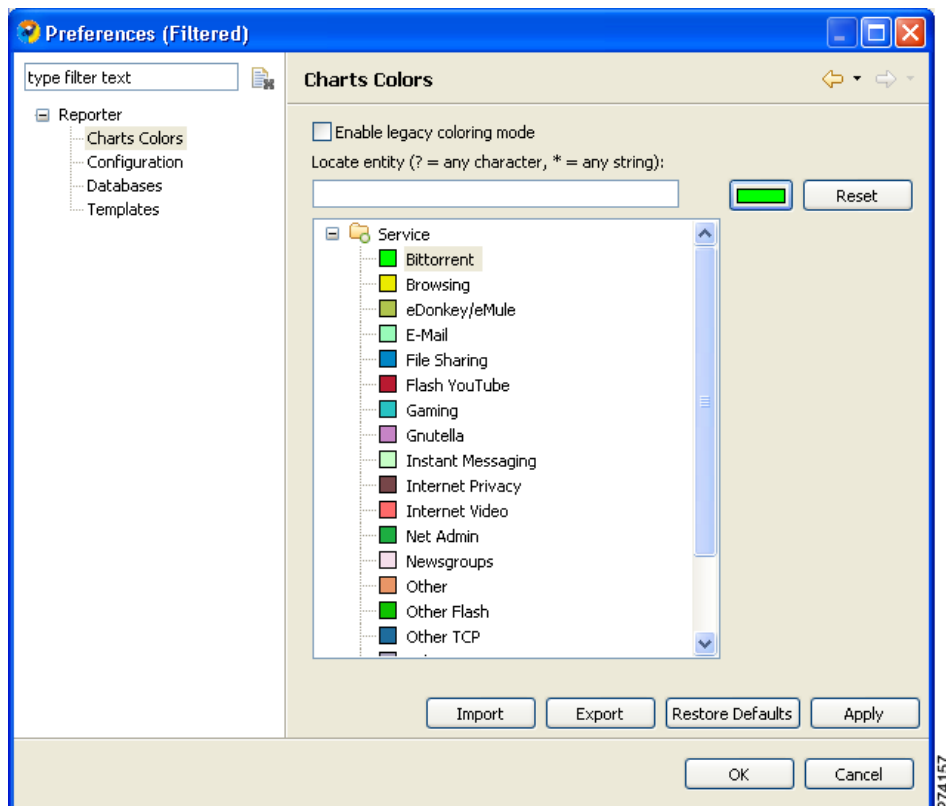 Preferences (Filtered)
type filter text
Reporter
Charts Colors
Configuration
Databases
Templates
Charts Colors
Enable legacy coloring mode
Locate entity (? = any character, * = any string):
Reset
Service
Bittorrent
Browsing
eDonkey/eMule
E-Mail
File Sharing
Flash YouTube
Gaming
Gnutella
Instant Messaging
Internet Privacy
Internet Video
Net Admin
Newsgroups
Other
Other Flash
Other TCP
Import Export Restore Defaults Apply
OK Cancel
274157